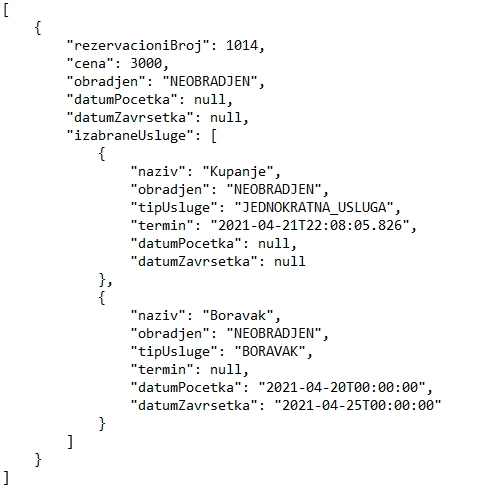 [
    {
        "rezervacioniBroj": 1014,
        "cena": 3000,
        "obradjen": "NEOBRADJEN",
        "datumPocetka": null,
        "datumZavrsetka": null,
        "izabraneUsluge": [
            {
                "naziv": "Kupanje",
                "obradjen": "NEOBRADJEN",
                "tipUsluge": "JEDNOKRATNA_USLUGA",
                "termin": "2021-04-21T22:08:05.826",
                "datumPocetka": null,
                "datumZavrsetka": null
            },
            {
                "naziv": "Boravak",
                "obradjen": "NEOBRADJEN",
                "tipUsluge": "BORAVAK",
                "termin": null,
                "datumPocetka": "2021-04-20T00:00:00",
                "datumZavrsetka": "2021-04-25T00:00:00"
            }
        ]
    }
]